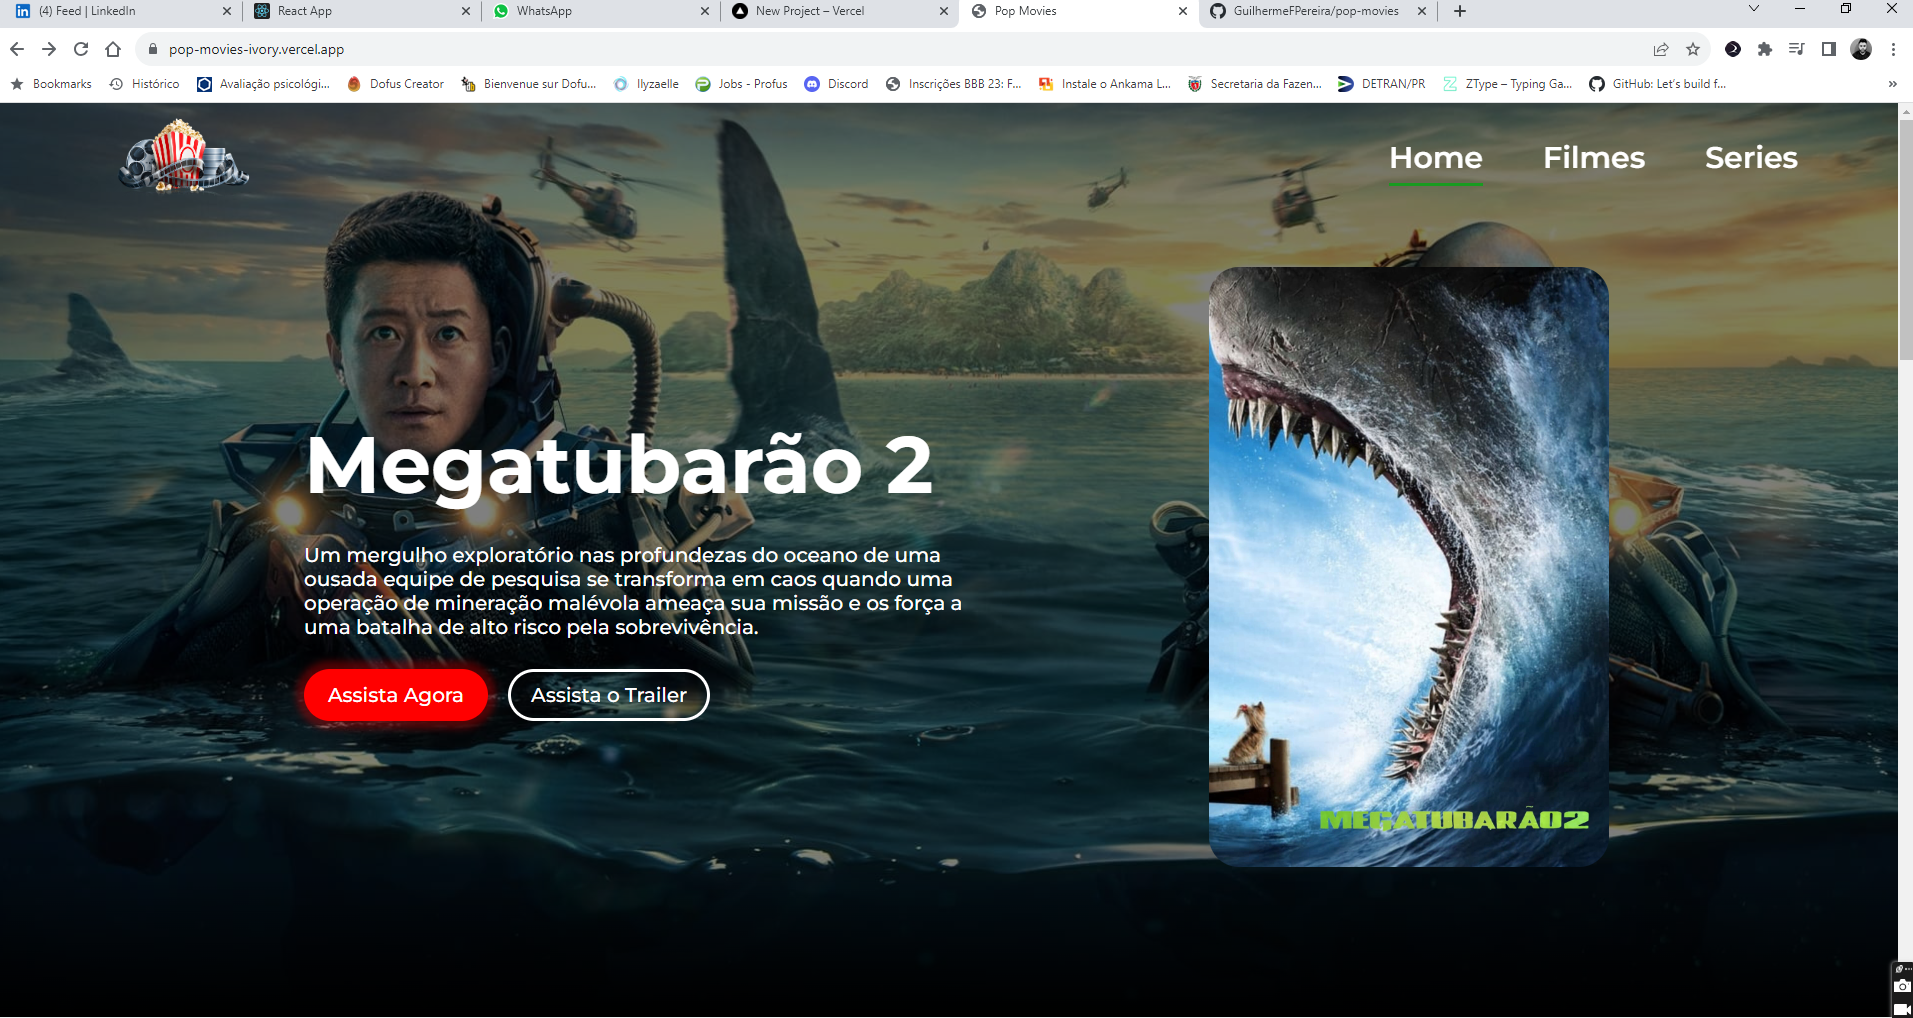 (4) Feed | LinkedIn
React App
WhatsApp
New Project – Vercel
Pop Movies
GuilhermeFPereira/pop-movies
pop-movies-ivory.vercel.app
Bookmarks
Histórico
Avaliação psicológi...
Dofus Creator
Bienvenue sur Dofu...
Ilyzaelle
Jobs - Profus
Discord
Inscrições BBB 23: F...
Instale o Ankama L...
Secretaria da Fazen...
DETRAN/PR
ZType – Typing Ga...
GitHub: Let's build f...
Home
Filmes
Series
Megatubarão 2
Um mergulho exploratório nas profundezas do oceano de uma
ousada equipe de pesquisa se transforma em caos quando uma
operação de mineração malévola ameaça sua missão e os força a
uma batalha de alto risco pela sobrevivência.
Assista Agora
Assista o Trailer
MEGATUBARÃO2